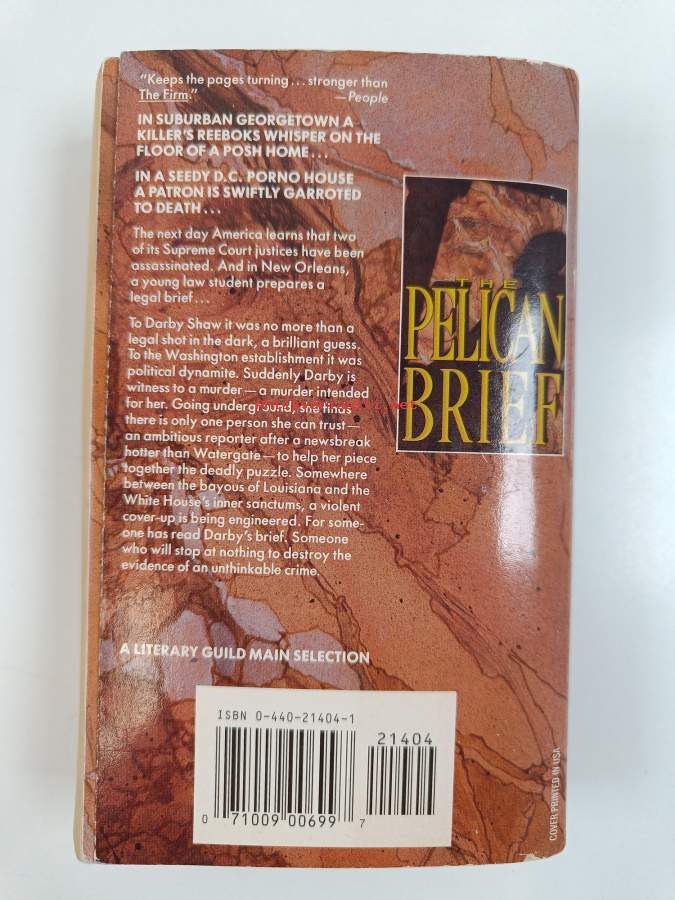 “Keeps the pages turning...stronger than
The Firm.” —People
IN SUBURBAN GEORGETOWN A
KILLER'S REEBOKS WHISPER ON THE
FLOOR OF A POSH HOME...
IN A SEEDY D.C. PORNO HOUSE
A PATRON IS SWIFTLY GARROTED
TO DEATH...
The next day America learns that two
of its Supreme Court justices have been
assassinated. And in New Orleans,
a young law student prepares a
legal brief...
To Darby Shaw it was no more than a
legal shot in the dark, a brilliant guess.
To the Washington establishment it was
political dynamite. Suddenly Darby is
witness to a murder—a murder intended
for her. Going underground, she finds
there is only one person she can trust—
an ambitious reporter after a newsbreak
hotter than Watergate—to help her piece
together the deadly puzzle. Somewhere
between the bayous of Louisiana and the
White House's inner sanctums, a violent
cover-up is being engineered. For some-
one has read Darby's brief. Someone
who will stop at nothing to destroy the
evidence of an unthinkable crime.
A LITERARY GUILD MAIN SELECTION
THE
PELICAN
BRIEF
ISBN 0-440-21404-1
21404
0 71009 00699 7
COVER PRINTED IN USA